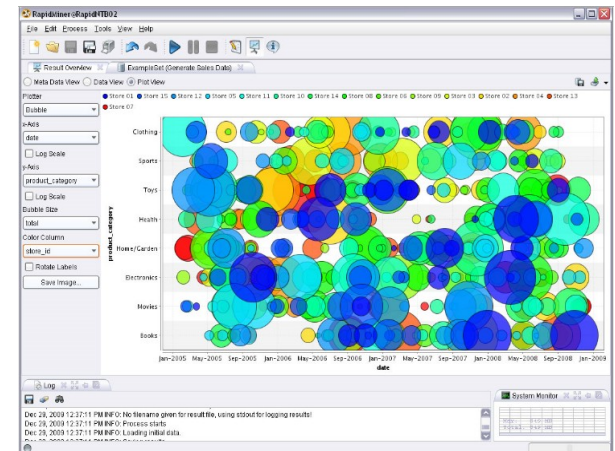 RapidMiner@RapidNTB02
File Edit Process Tools View Help
Result Overview ExampleSet (Generate Sales Data)
Meta Data View Data View Plot View
Plotter
Bubble
x-Axis
date
Log Scale
y-Axis
product_category
Log Scale
Bubble Size
total
Color Column
store_id
Rotate Labels
Save Image...
Store 01 Store 15 Store 12 Store 05 Store 11 Store 10 Store 14 Store 08 Store 06 Store 09 Store 03 Store 02 Store 04 Store 13
Store 07
product_category
Clothing
Sports
Toys
Health
Home/Garden
Electronics
Movies
Books
Jan-2005 May-2005 Sep-2005 Jan-2006 May-2006 Sep-2006 Jan-2007 May-2007 Sep-2007 Jan-2008 May-2008 Sep-2008 Jan-2009
date
Log
System Monitor
Dec 29, 2009 12:37:11 PM INFO: No filename given for result file, using stdout for logging results!
Dec 29, 2009 12:37:11 PM INFO: Process starts
Dec 29, 2009 12:37:11 PM INFO: Loading initial data.